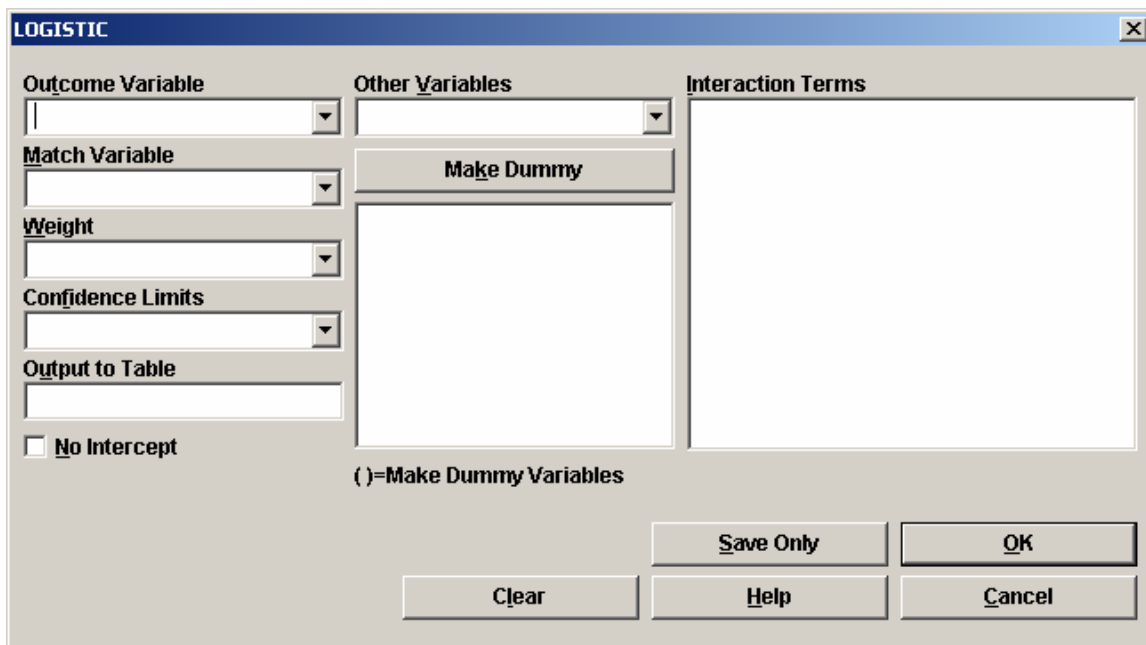 LOGISTIC
Outcome Variable
Other Variables
Interaction Terms
Match Variable
Make Dummy
Weight
Confidence Limits
Output to Table
No Intercept
( )=Make Dummy Variables
Save Only
OK
Clear
Help
Cancel